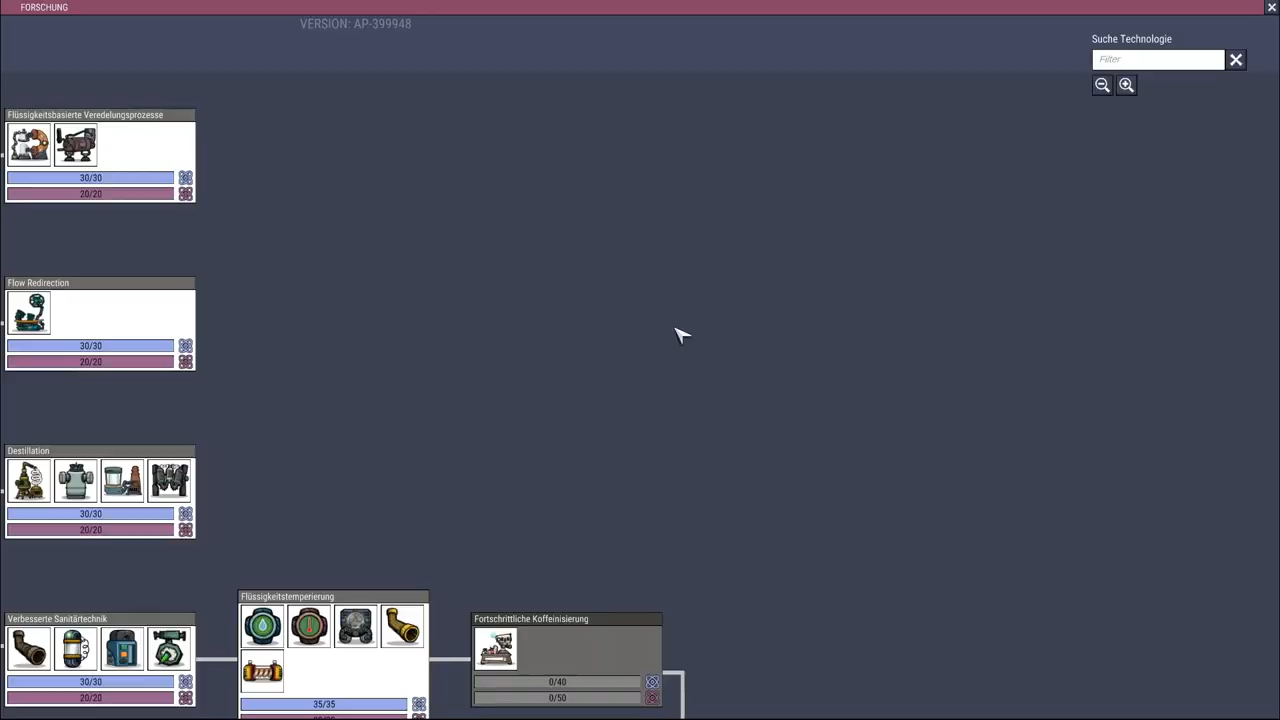 FORSCHUNG
VERSION: AP-399948
Suche Technologie
Filter
Flüssigkeitsbasierte Veredelungsprozesse
30/30
20/20
Flow Redirection
30/30
20/20
Destillation
30/30
20/20
Flüssigkeitstemperierung
35/35
Verbesserte Sanitärtechnik
30/30
20/20
Fortschrittliche Koffeinisierung
0/40
0/50